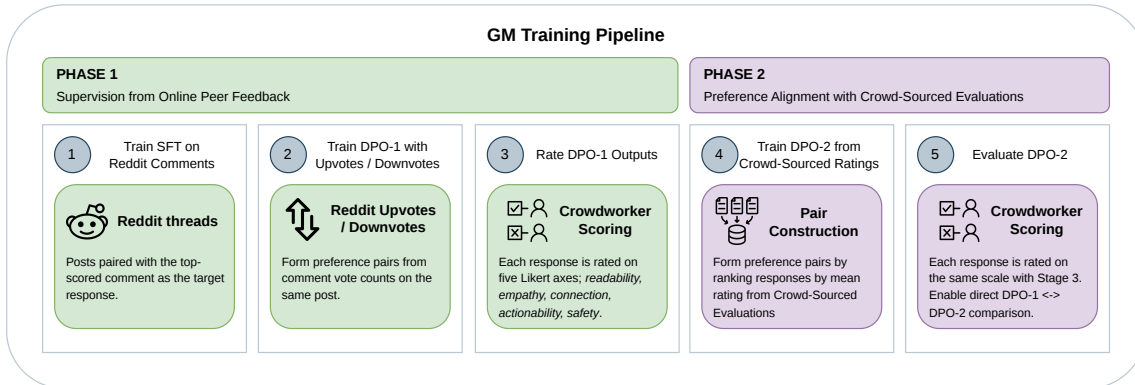 GM Training Pipeline
PHASE 1
Supervision from Online Peer Feedback
PHASE 2
Preference Alignment with Crowd-Sourced Evaluations
1
Train SFT on
Reddit Comments
Reddit threads
Posts paired with the top-
scored comment as the target
response.
2
Train DPO-1 with
Upvotes / Downvotes
Reddit Upvotes
/ Downvotes
Form preference pairs from
comment vote counts on the
same post.
3
Rate DPO-1 Outputs
Crowdworker
Scoring
Each response is rated on
five Likert axes; readability,
empathy, connection,
actionability, safety.
4
Train DPO-2 from
Crowd-Sourced Ratings
Pair
Construction
Form preference pairs by
ranking responses by mean
rating from Crowd-Sourced
Evaluations
5
Evaluate DPO-2
Crowdworker
Scoring
Each response is rated on
the same scale with Stage 3.
Enable direct DPO-1 <->
DPO-2 comparison.